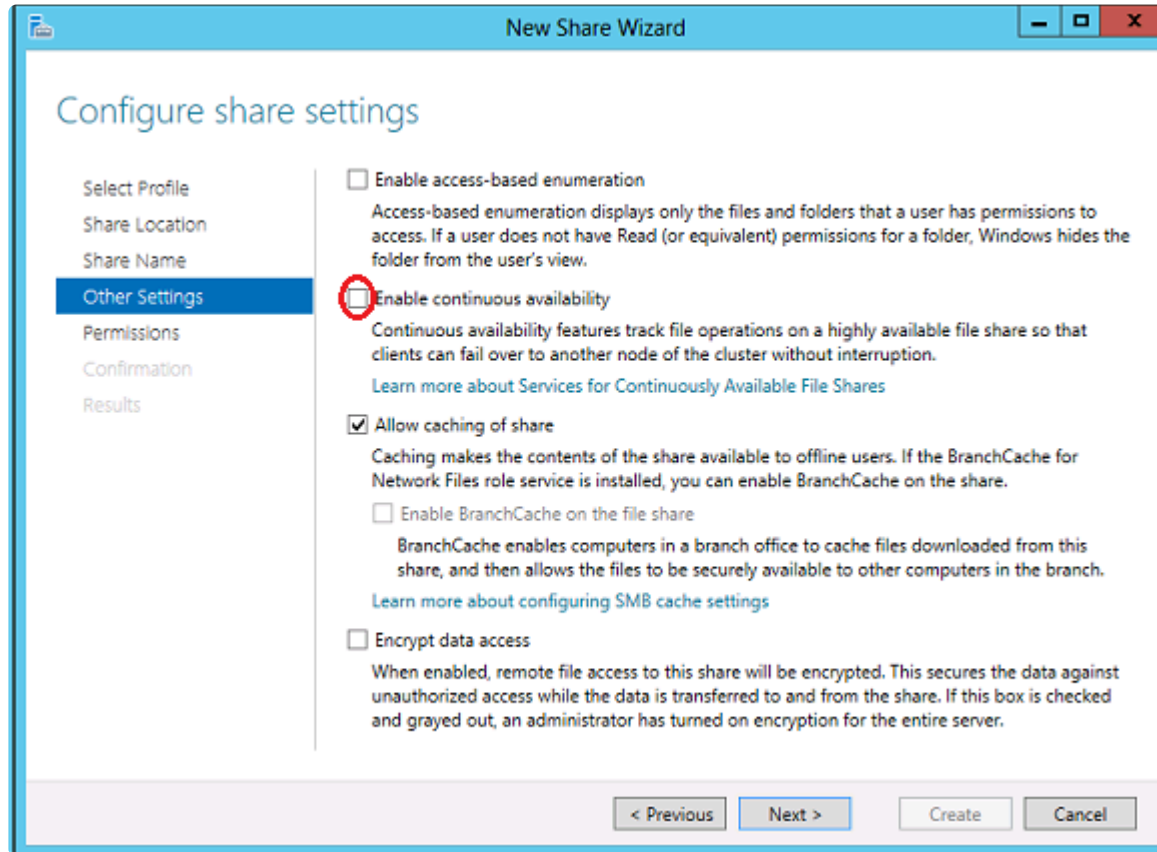 New Share Wizard
Configure share settings
Select Profile
Share Location
Share Name
Other Settings
Permissions
Confirmation
Results
Enable access-based enumeration
Access-based enumeration displays only the files and folders that a user has permissions to
access. If a user does not have Read (or equivalent) permissions for a folder, Windows hides the
folder from the user's view.
Enable continuous availability
Continuous availability features track file operations on a highly available file share so that
clients can fail over to another node of the cluster without interruption.
Learn more about Services for Continuously Available File Shares
Allow caching of share
Caching makes the contents of the share available to offline users. If the BranchCache for
Network Files role service is installed, you can enable BranchCache on the share.
Enable BranchCache on the file share
BranchCache enables computers in a branch office to cache files downloaded from this
share, and then allows the files to be securely available to other computers in the branch.
Learn more about configuring SMB cache settings
Encrypt data access
When enabled, remote file access to this share will be encrypted. This secures the data against
unauthorized access while the data is transferred to and from the share. If this box is checked
and grayed out, an administrator has turned on encryption for the entire server.
< Previous
Next >
Create
Cancel